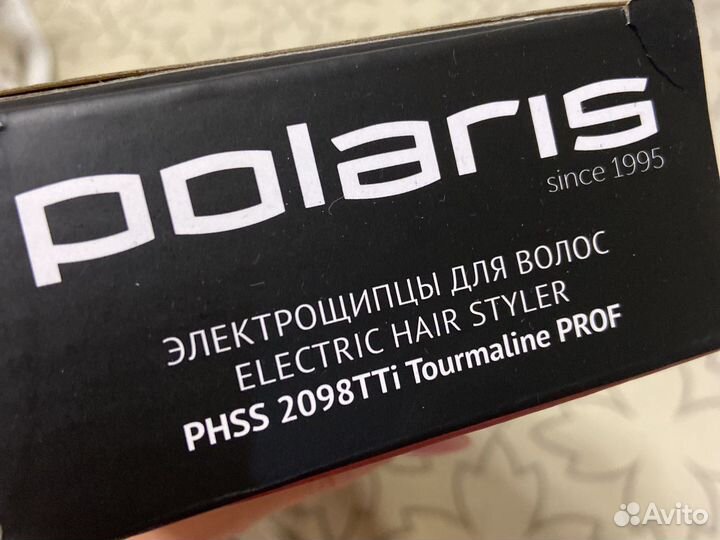 polaris
since 1995
ЭЛЕКТРОЩИПЦЫ ДЛЯ ВОЛОС
ELECTRIC HAIR STYLER
PHSS 2098TTi Tourmaline PROF
Avito